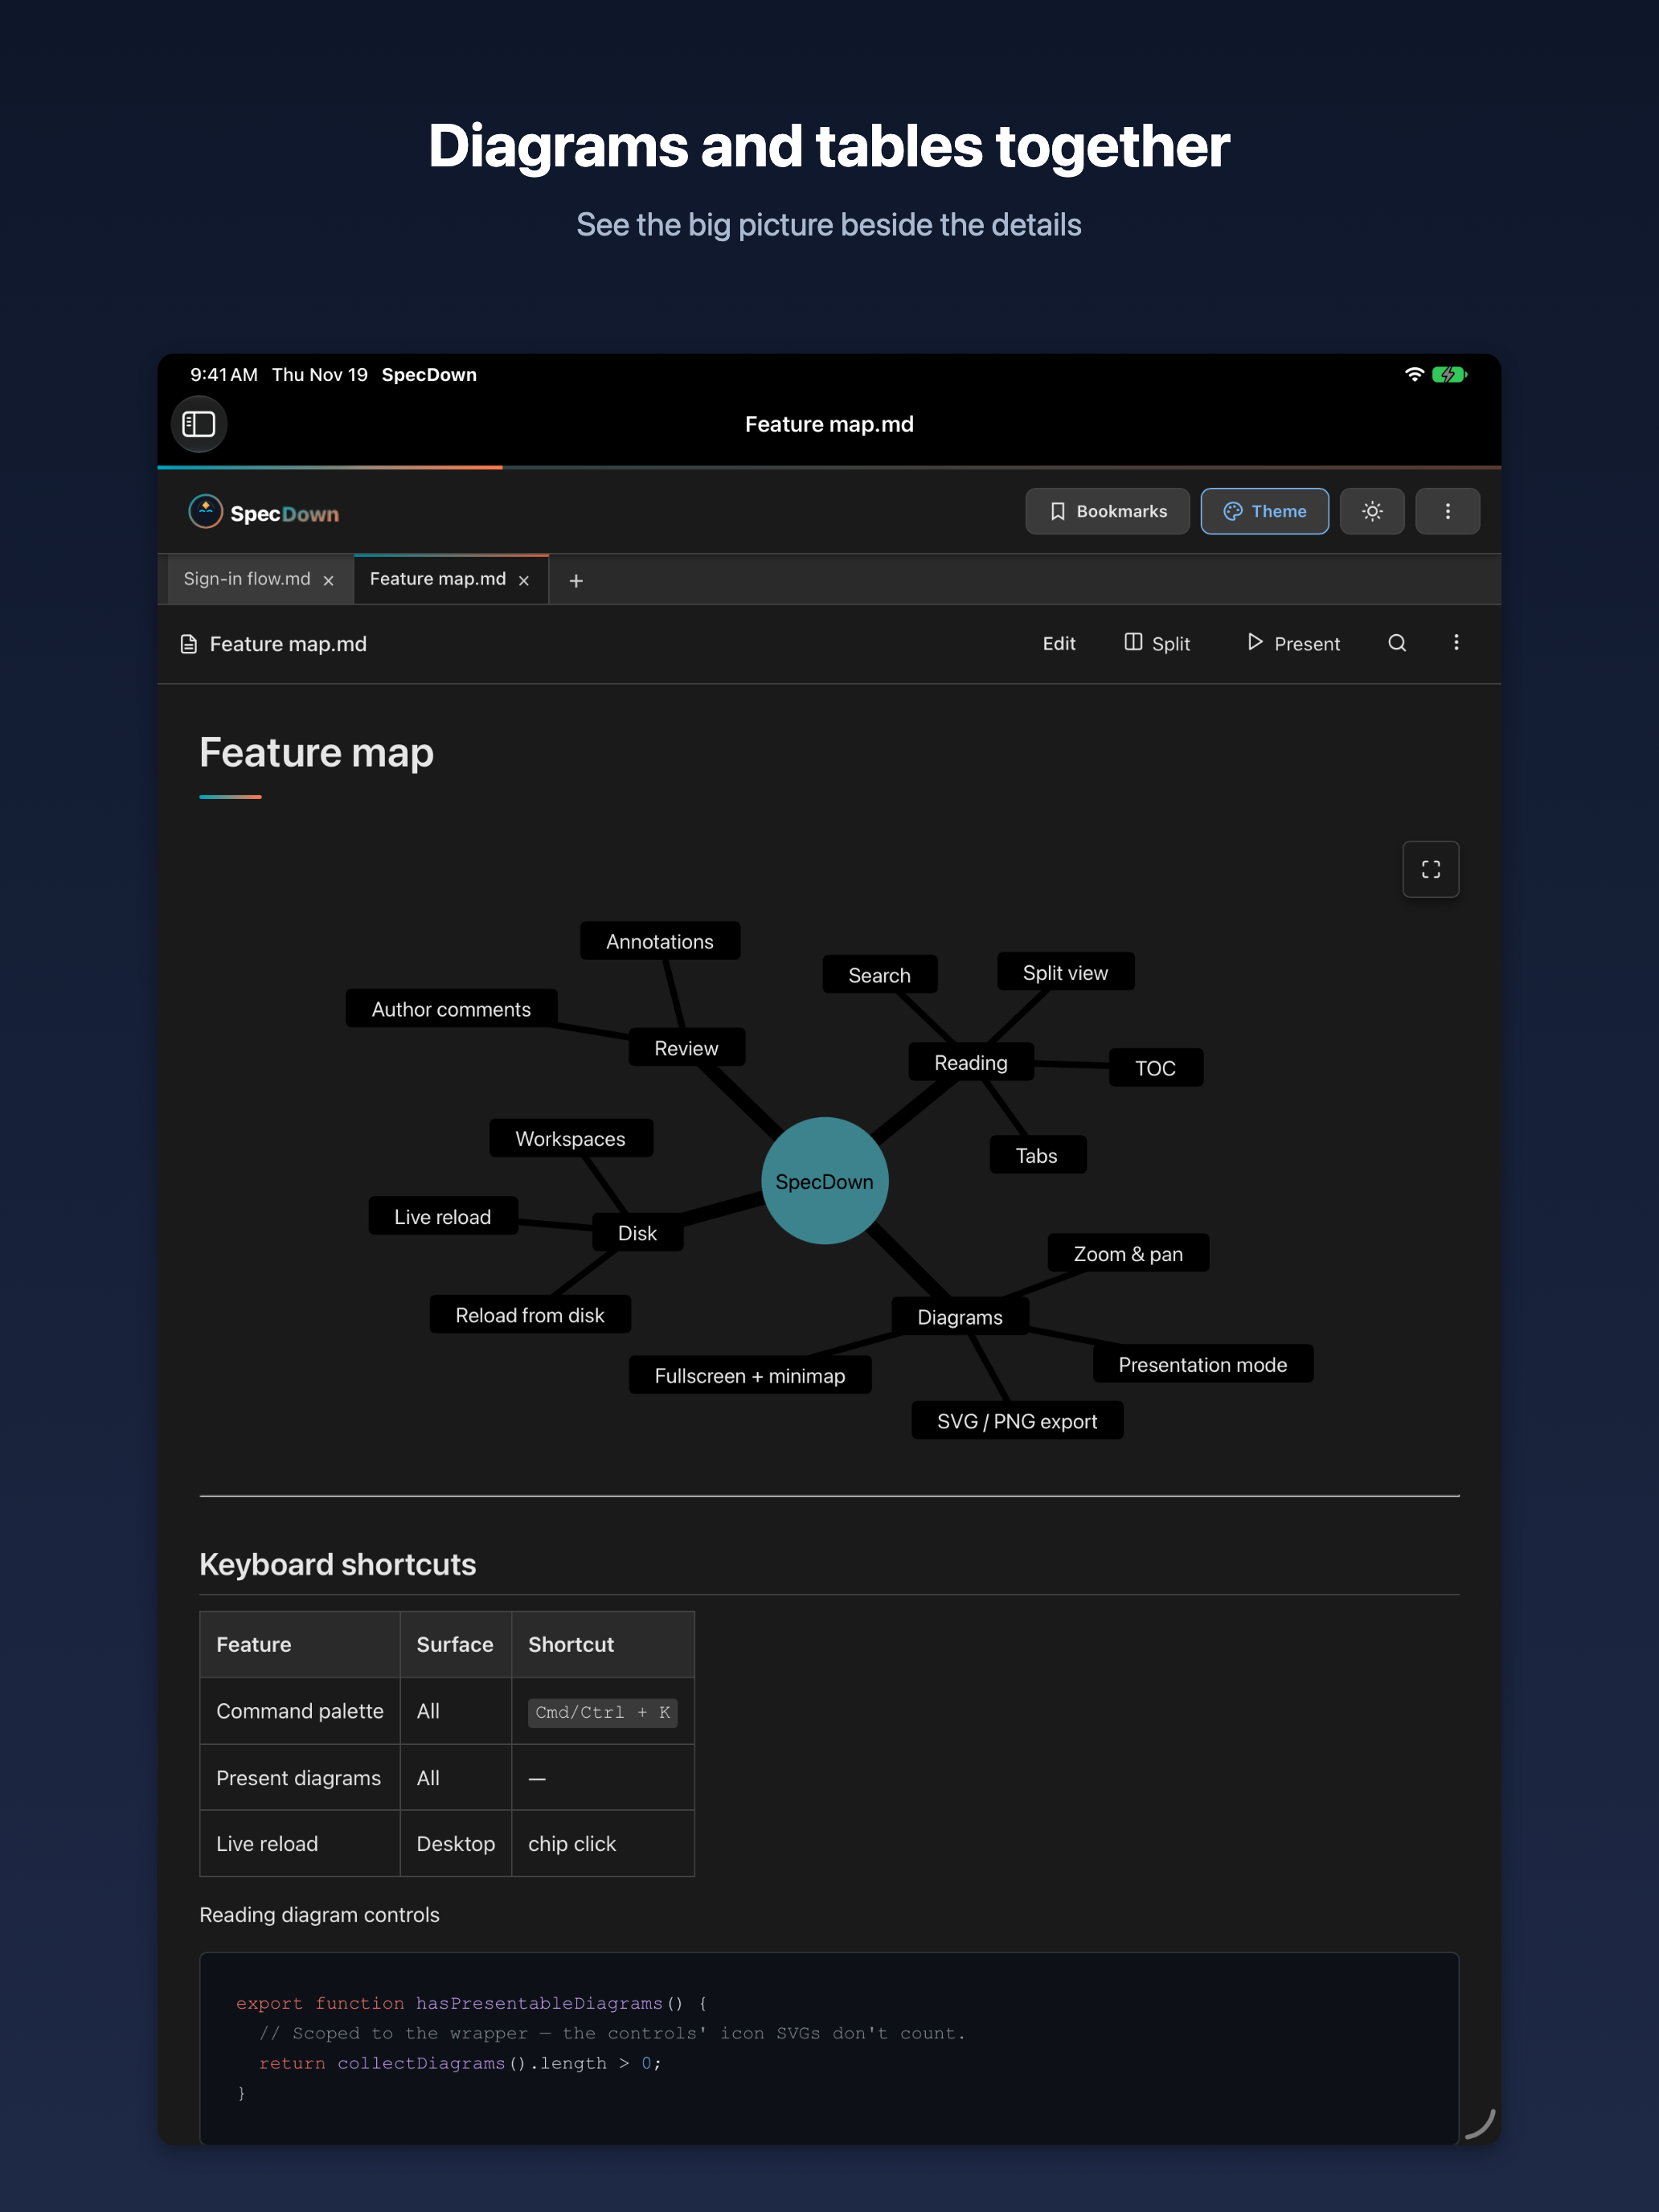 Diagrams and tables together
See the big picture beside the details
9:41 AM Thu Nov 19 SpecDown
Feature map.md
SpecDown
Bookmarks Theme
Sign-in flow.md × Feature map.md × +
Feature map.md
Edit Split Present
Feature map
Annotations
Search
Split view
Author comments
Review
Reading
TOC
Workspaces
Tabs
SpecDown
Live reload
Disk
Zoom & pan
Reload from disk
Diagrams
Fullscreen + minimap
Presentation mode
SVG / PNG export
Keyboard shortcuts
Feature Surface Shortcut
Command palette All Cmd/Ctrl + K
Present diagrams All —
Live reload Desktop chip click
Reading diagram controls
export function hasPresentableDiagrams() {
// Scoped to the wrapper — the controls' icon SVGs don't count.
return collectDiagrams().length > 0;
}